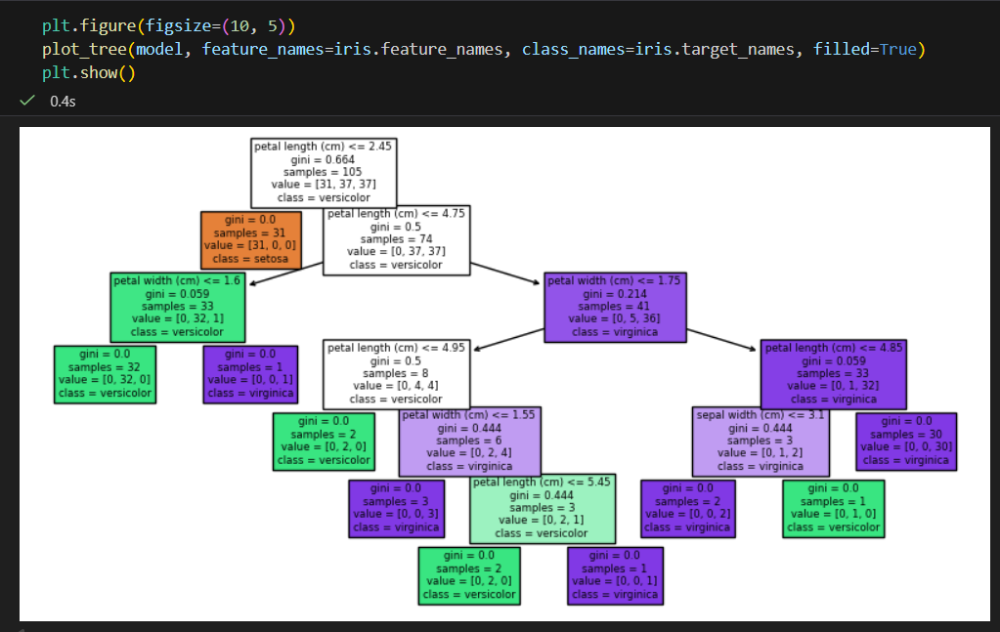 plt.figure(figsize=(10, 5))
plot_tree(model, feature_names=iris.feature_names, class_names=iris.target_names, filled=True)
plt.show()
0.4s
petal length (cm) <= 2.45
gini = 0.664
samples = 105
value = [31, 37, 37]
class = versicolor
gini = 0.0
samples = 31
value = [31, 0, 0]
class = setosa
petal length (cm) <= 4.75
gini = 0.5
samples = 74
value = [0, 37, 37]
class = versicolor
petal width (cm) <= 1.6
gini = 0.059
samples = 33
value = [0, 32, 1]
class = versicolor
petal width (cm) <= 1.75
gini = 0.214
samples = 41
value = [0, 5, 36]
class = virginica
gini = 0.0
samples = 32
value = [0, 32, 0]
class = versicolor
gini = 0.0
samples = 1
value = [0, 0, 1]
class = virginica
petal length (cm) <= 4.95
gini = 0.5
samples = 8
value = [0, 4, 4]
class = versicolor
petal length (cm) <= 4.85
gini = 0.059
samples = 33
value = [0, 1, 32]
class = virginica
gini = 0.0
samples = 2
value = [0, 2, 0]
class = versicolor
petal width (cm) <= 1.55
gini = 0.444
samples = 6
value = [0, 2, 4]
class = virginica
sepal width (cm) <= 3.1
gini = 0.444
samples = 3
value = [0, 1, 2]
class = virginica
gini = 0.0
samples = 30
value = [0, 0, 30]
class = virginica
gini = 0.0
samples = 3
value = [0, 0, 3]
class = virginica
petal length (cm) <= 5.45
gini = 0.444
samples = 3
value = [0, 2, 1]
class = versicolor
gini = 0.0
samples = 2
value = [0, 0, 2]
class = virginica
gini = 0.0
samples = 1
value = [0, 1, 0]
class = versicolor
gini = 0.0
samples = 2
value = [0, 2, 0]
class = versicolor
gini = 0.0
samples = 1
value = [0, 0, 1]
class = virginica